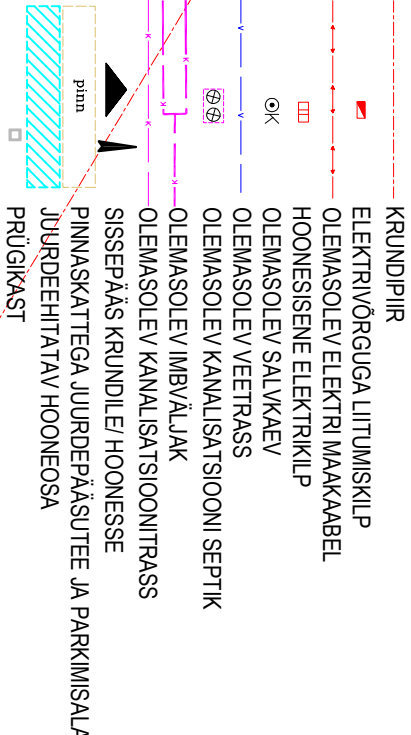 KRUNDIPIIR
ELEKTRIVÕRGUGA LIITUMISKILP
OLEMASOLEV ELEKTRI MAAKAABEL
HOONESISENE ELEKTRIKILP
K OLEMASOLEV SALVKAEV
V V OLEMASOLEV VEETRASS
OLEMASOLEV KANALISATSIOONI SEPTIK
K K K OLEMASOLEV IMBVÄLJAK
K K OLEMASOLEV KANALISATSIOONITRASS
SISSEPÄÄS KRUNDILE/ HOONESSE
pinn PINNASKATTEGA JUURDEPÄÄSUTEE JA PARKIMISALA
JUURDEEHITATAV HOONEOSA
PRÜGIKAST